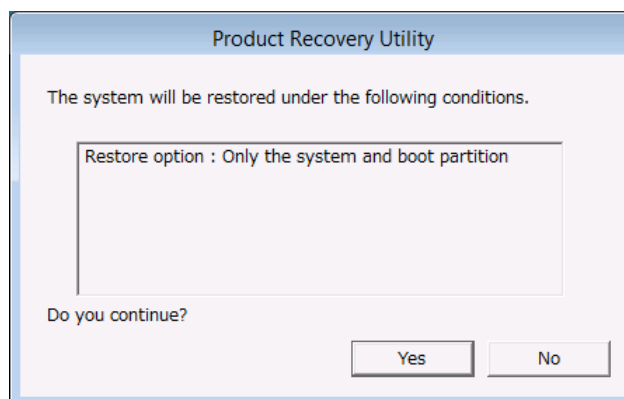 Product Recovery Utility
The system will be restored under the following conditions.
Restore option : Only the system and boot partition
Do you continue?
Yes
No